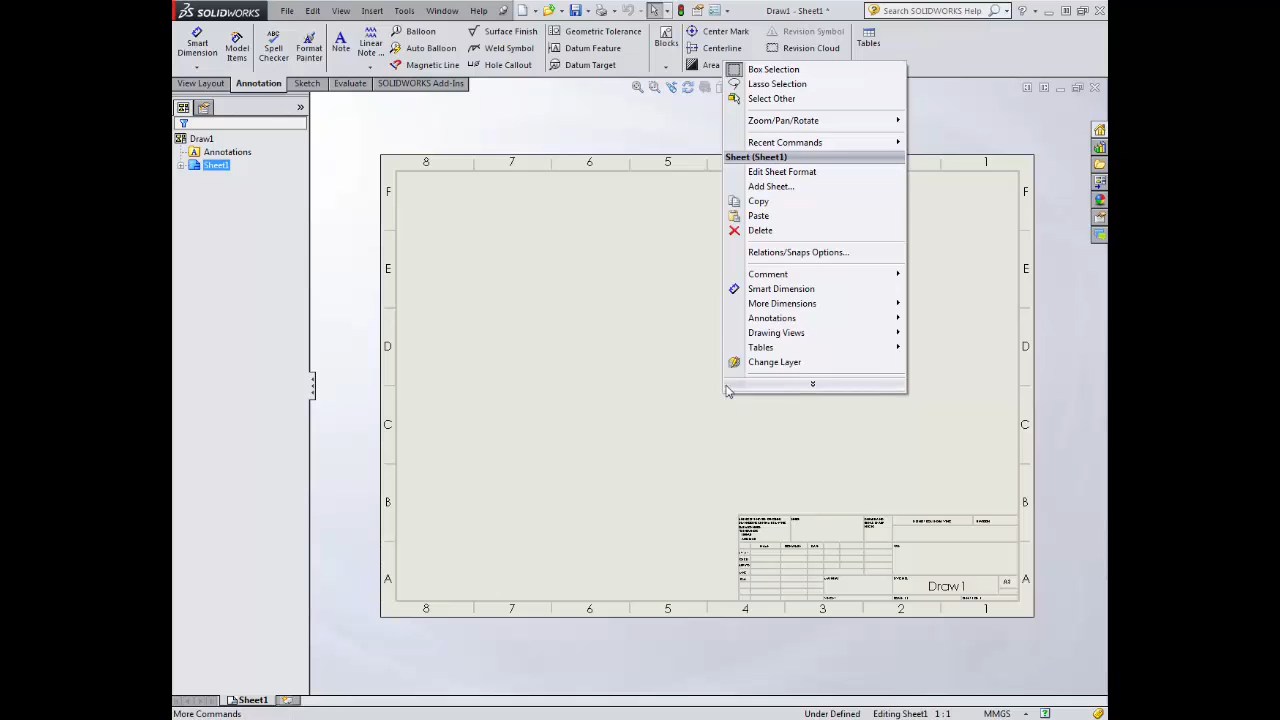 SOLIDWORKS File Edit View Insert Tools Window Help Draw1 - Sheet1 * Search SOLIDWORKS Help
Smart Dimension
Model Items
Spell Checker
Format Painter
Note
Linear Note ...
Balloon
Auto Balloon
Magnetic Line
Surface Finish
Weld Symbol
Hole Callout
Geometric Tolerance
Datum Feature
Datum Target
Blocks
Center Mark
Centerline
Area
Revision Symbol
Revision Cloud
Tables
View Layout Annotation Sketch Evaluate SOLIDWORKS Add-Ins
Draw1
Annotations
Sheet1
Box Selection
Lasso Selection
Select Other
Zoom/Pan/Rotate
Recent Commands
Sheet (Sheet1)
Edit Sheet Format
Add Sheet...
Copy
Paste
Delete
Relations/Snaps Options...
Comment
Smart Dimension
More Dimensions
Annotations
Drawing Views
Tables
Change Layer
8 7 6 5 1
F F
E E
D D
C C
B B
A A
Draw1
8 7 6 5 4 3 2 1
Sheet1
More Commands Under Defined Editing Sheet1 1 : 1 MMGS